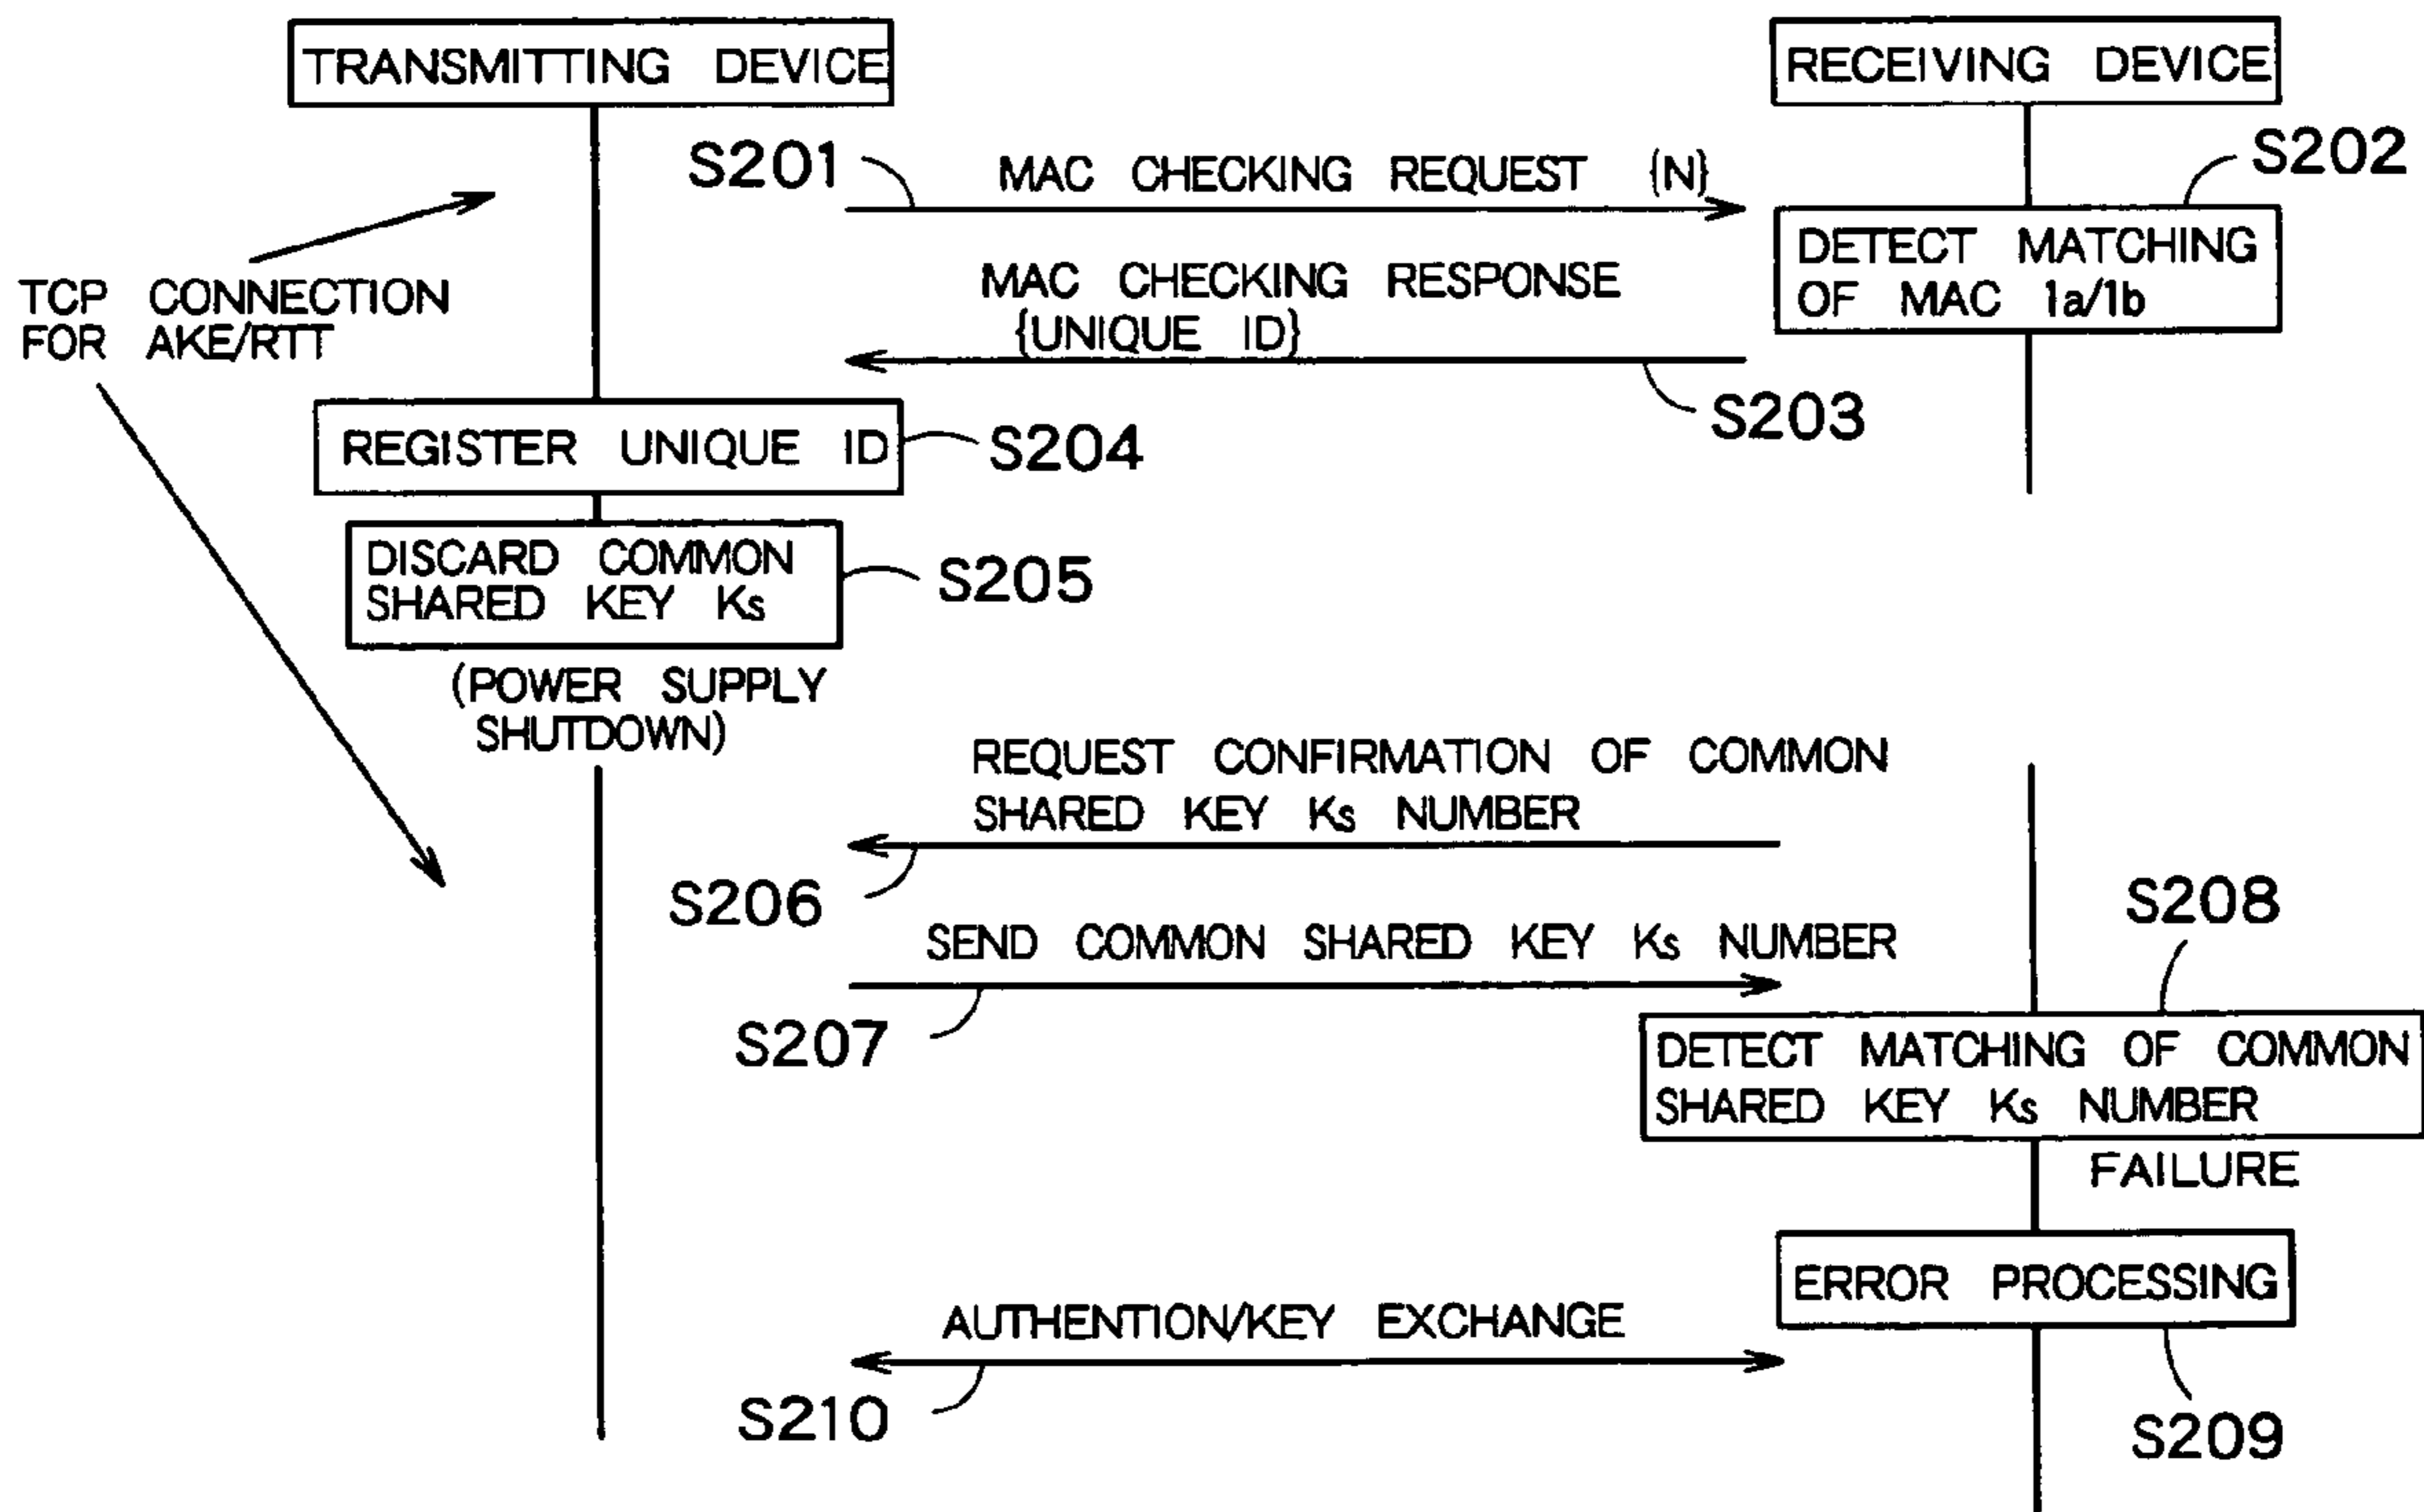 TRANSMITTING DEVICE
RECEIVING DEVICE
S201
MAC CHECKING REQUEST {N}
S202
DETECT MATCHING
OF MAC 1a/1b
TCP CONNECTION
FOR AKE/RTT
MAC CHECKING RESPONSE
{UNIQUE ID}
S203
REGISTER UNIQUE ID
S204
DISCARD COMMON
SHARED KEY Ks
S205
(POWER SUPPLY
SHUTDOWN)
REQUEST CONFIRMATION OF COMMON
SHARED KEY Ks NUMBER
S206
SEND COMMON SHARED KEY Ks NUMBER
S207
S208
DETECT MATCHING OF COMMON
SHARED KEY Ks NUMBER
FAILURE
ERROR PROCESSING
AUTHENTION/KEY EXCHANGE
S210
S209